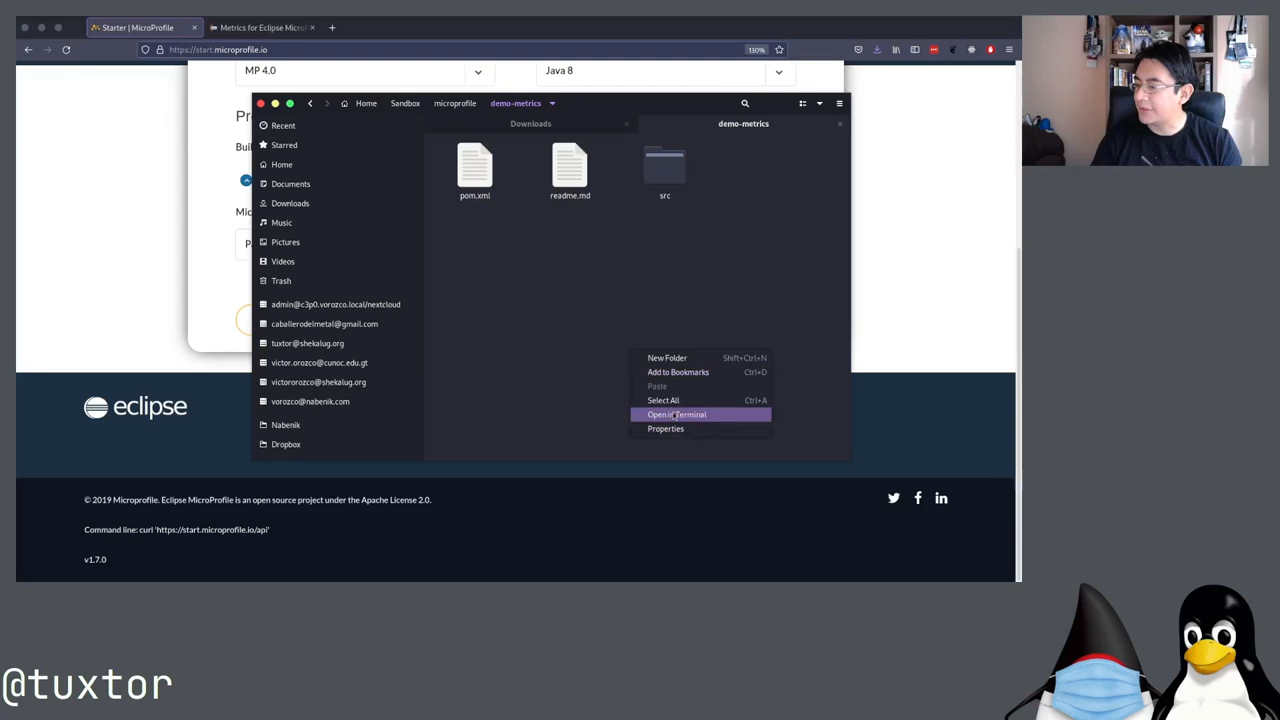 Starter | MicroProfile
Metrics for Eclipse Micro
https://start.microprofile.io
130%
MP 4.0
Java 8
Home
Sandbox
microprofile
demo-metrics
Downloads
demo-metrics
Recent
Starred
Home
Documents
Downloads
Music
Pictures
Videos
Trash
admin@c3p0.vorozco.local/nextcloud
caballerodelmetal@gmail.com
tuxtor@shekalug.org
victor.orozco@cunoc.edu.gt
victororozco@shekalug.org
vorozco@nabenik.com
Nabenik
Dropbox
pom.xml
readme.md
src
New Folder Shift+Ctrl+N
Add to Bookmarks Ctrl+D
Paste
Select All Ctrl+A
Open in Terminal
Properties
eclipse
© 2019 Microprofile. Eclipse MicroProfile is an open source project under the Apache License 2.0.
Command line: curl 'https://start.microprofile.io/api'
v1.7.0
@tuxtor